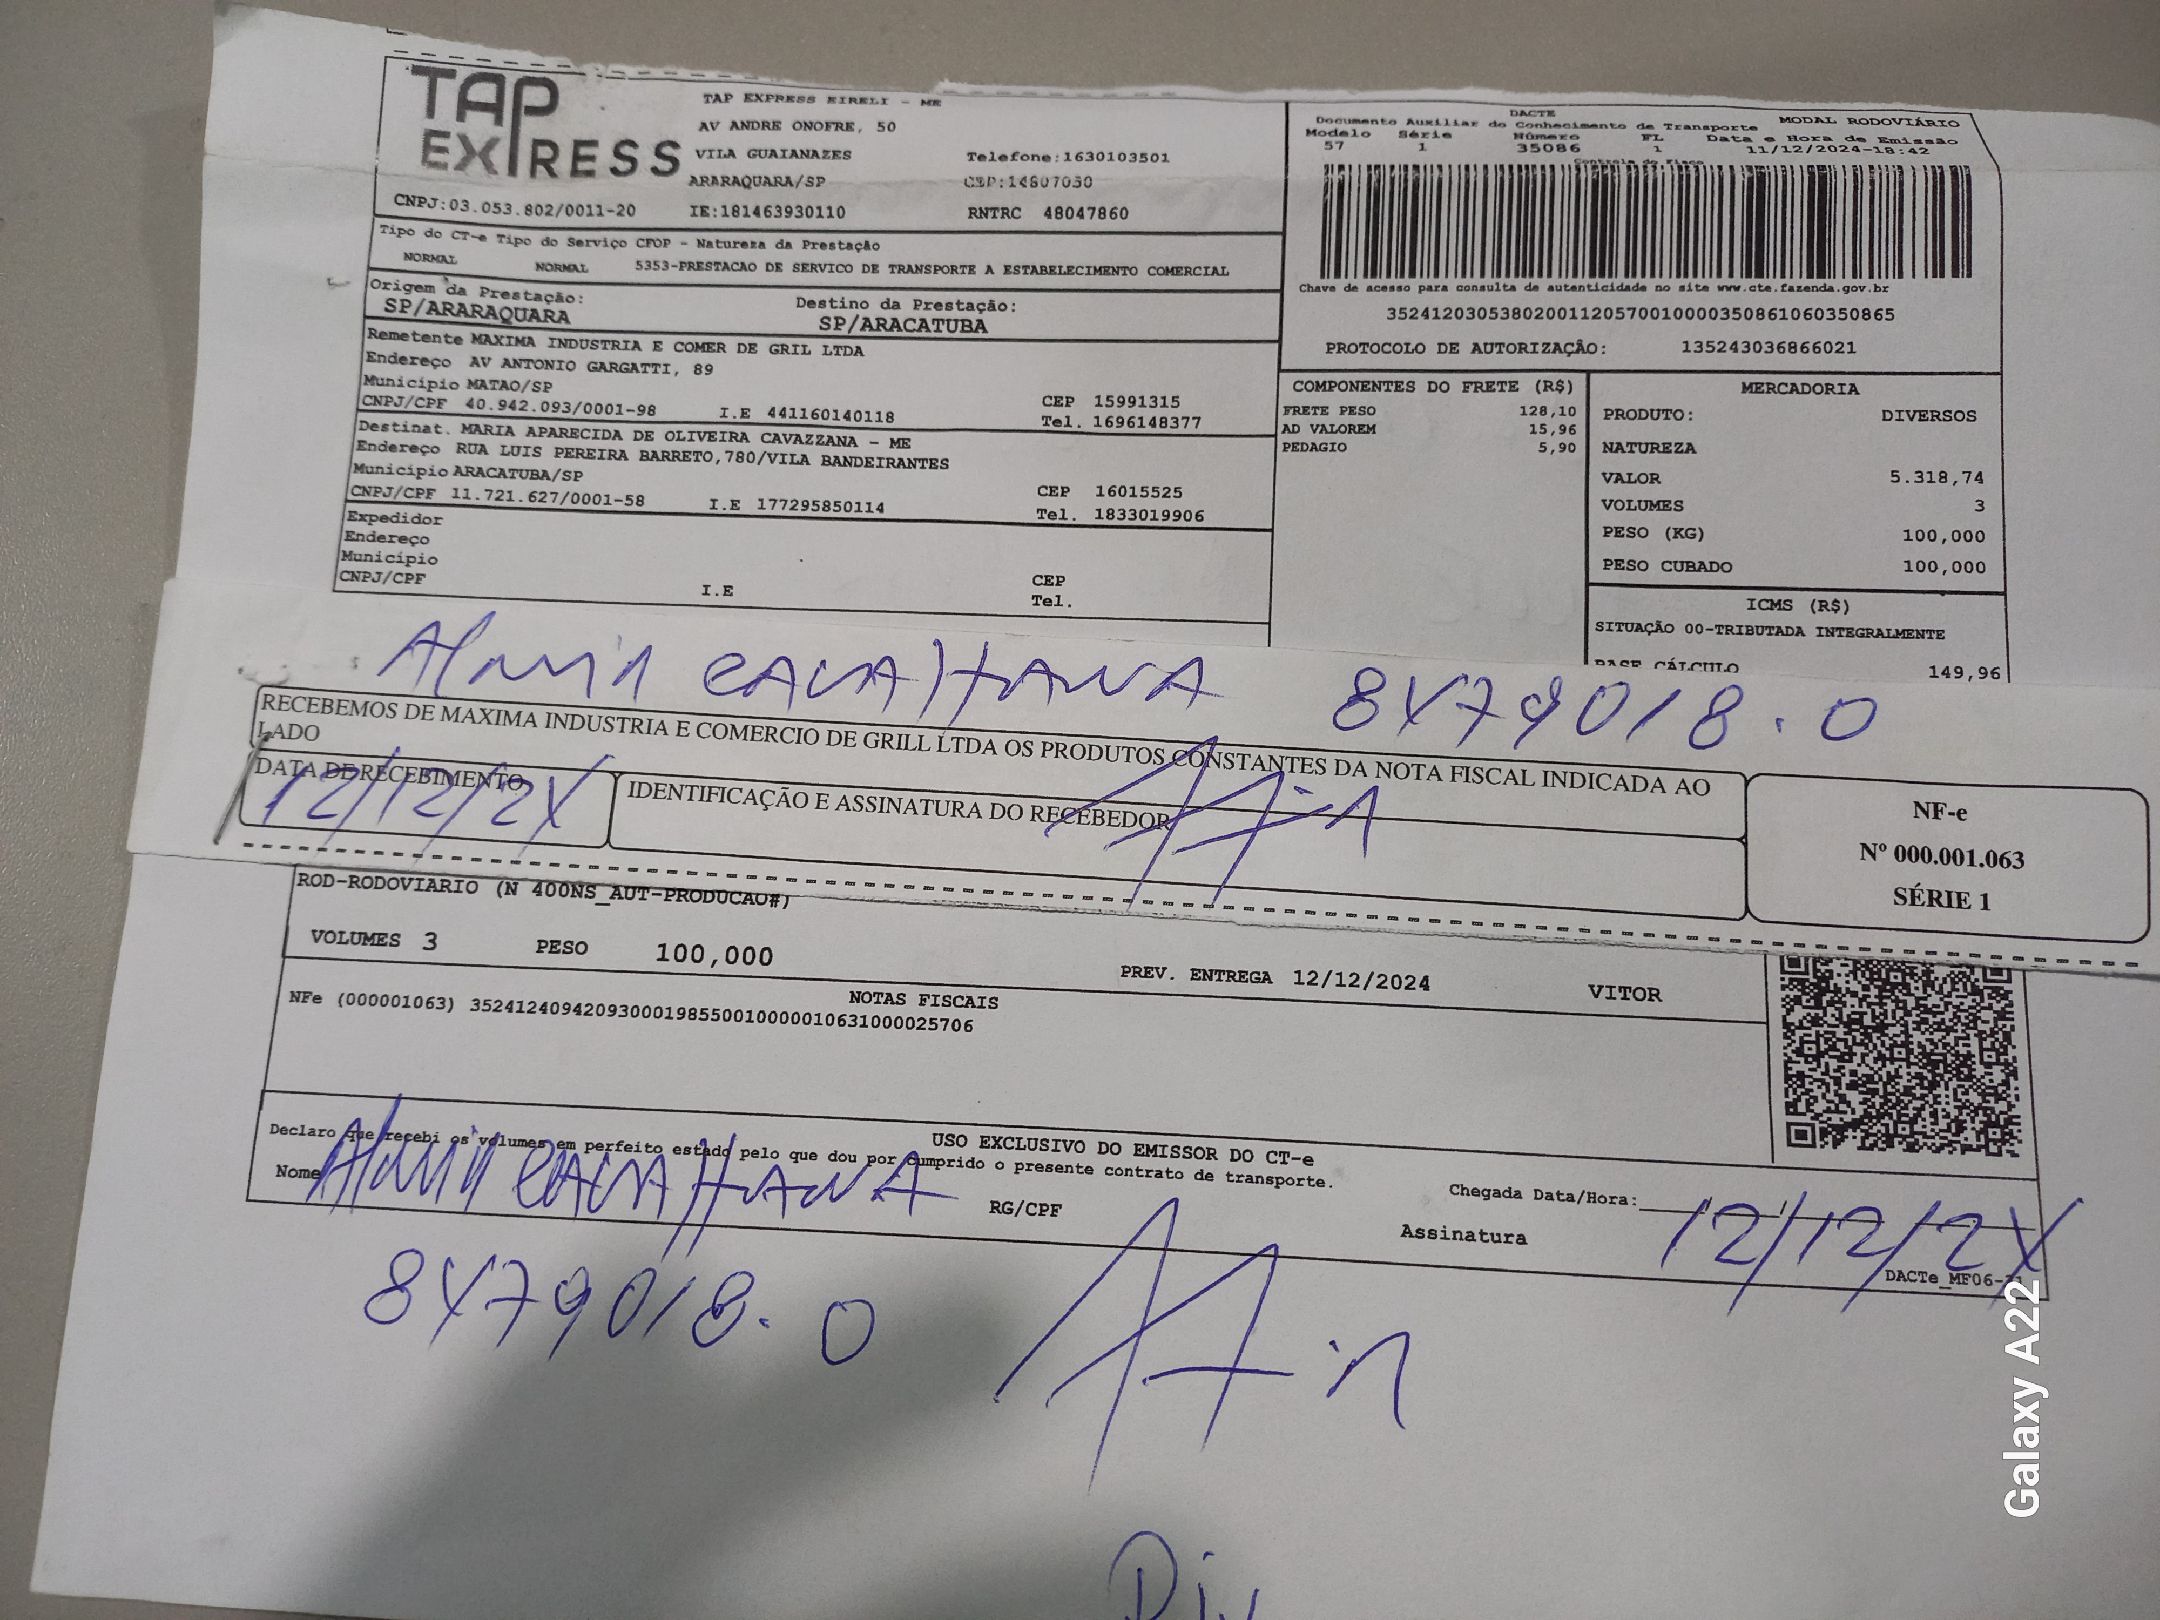 TAP EXPRESS
TAP EXPRESS EIRELI - ME
AV ANDRE ONOFRE, 50
VILA GUAIANAZES Telefone:1630103501
ARARAQUARA/SP CEP:14807050
CNPJ:03.053.802/0011-20 IE:181463930110 RNTRC 48047860
Tipo do CT-e Tipo do Serviço CFOP - Natureza da Prestação
NORMAL NORMAL 5353-PRESTACAO DE SERVICO DE TRANSPORTE A ESTABELECIMENTO COMERCIAL
Origem da Prestação: Destino da Prestação:
SP/ARARAQUARA SP/ARACATUBA
Remetente MAXIMA INDUSTRIA E COMER DE GRIL LTDA
Endereço AV ANTONIO GARGATTI, 89
Município MATAO/SP CEP 15991315
CNPJ/CPF 40.942.093/0001-98 I.E 441160140118 Tel. 1696148377
Destinat. MARIA APARECIDA DE OLIVEIRA CAVAZZANA - ME
Endereço RUA LUIS PEREIRA BARRETO,780/VILA BANDEIRANTES
Município ARACATUBA/SP CEP 16015525
CNPJ/CPF 11.721.627/0001-58 I.E 177295850114 Tel. 1833019906
Expedidor
Endereço
Município CEP
CNPJ/CPF I.E Tel.
DACTE MODAL RODOVIÁRIO
Documento Auxiliar do Conhecimento de Transporte
Modelo Série Número FL Data e Hora de Emissão
57 1 35086 1 11/12/2024-18:42
Controle do Fisco
Chave de acesso para consulta de autenticidade no site www.cte.fazenda.gov.br
35241203053802001120570010000350861060350865
PROTOCOLO DE AUTORIZAÇÃO: 135243036866021
COMPONENTES DO FRETE (R$)
FRETE PESO 128,10
AD VALOREM 15,96
PEDAGIO 5,90
MERCADORIA
PRODUTO: DIVERSOS
NATUREZA
VALOR 5.318,74
VOLUMES 3
PESO (KG) 100,000
PESO CUBADO 100,000
ICMS (R$)
SITUAÇÃO 00-TRIBUTADA INTEGRALMENTE
BASE CÁLCULO 149,96
8479018.0
RECEBEMOS DE MAXIMA INDUSTRIA E COMERCIO DE GRILL LTDA OS PRODUTOS CONSTANTES DA NOTA FISCAL INDICADA AO
LADO
DATA DE RECEBIMENTO IDENTIFICAÇÃO E ASSINATURA DO RECEBEDOR
12/12/24
NF-e
Nº 000.001.063
SÉRIE 1
ROD-RODOVIARIO (N 400NS_AUT-PRODUCAO#)
VOLUMES 3 PESO 100,000 PREV. ENTREGA 12/12/2024 VITOR
NOTAS FISCAIS
NFe (000001063) 35241240942093000198550010000010631000025706
USO EXCLUSIVO DO EMISSOR DO CT-e
Declaro que recebi os volumes em perfeito estado pelo que dou por cumprido o presente contrato de transporte.
Nome RG/CPF Assinatura Chegada Data/Hora: 12/12/24
8479018.0
Galaxy A22